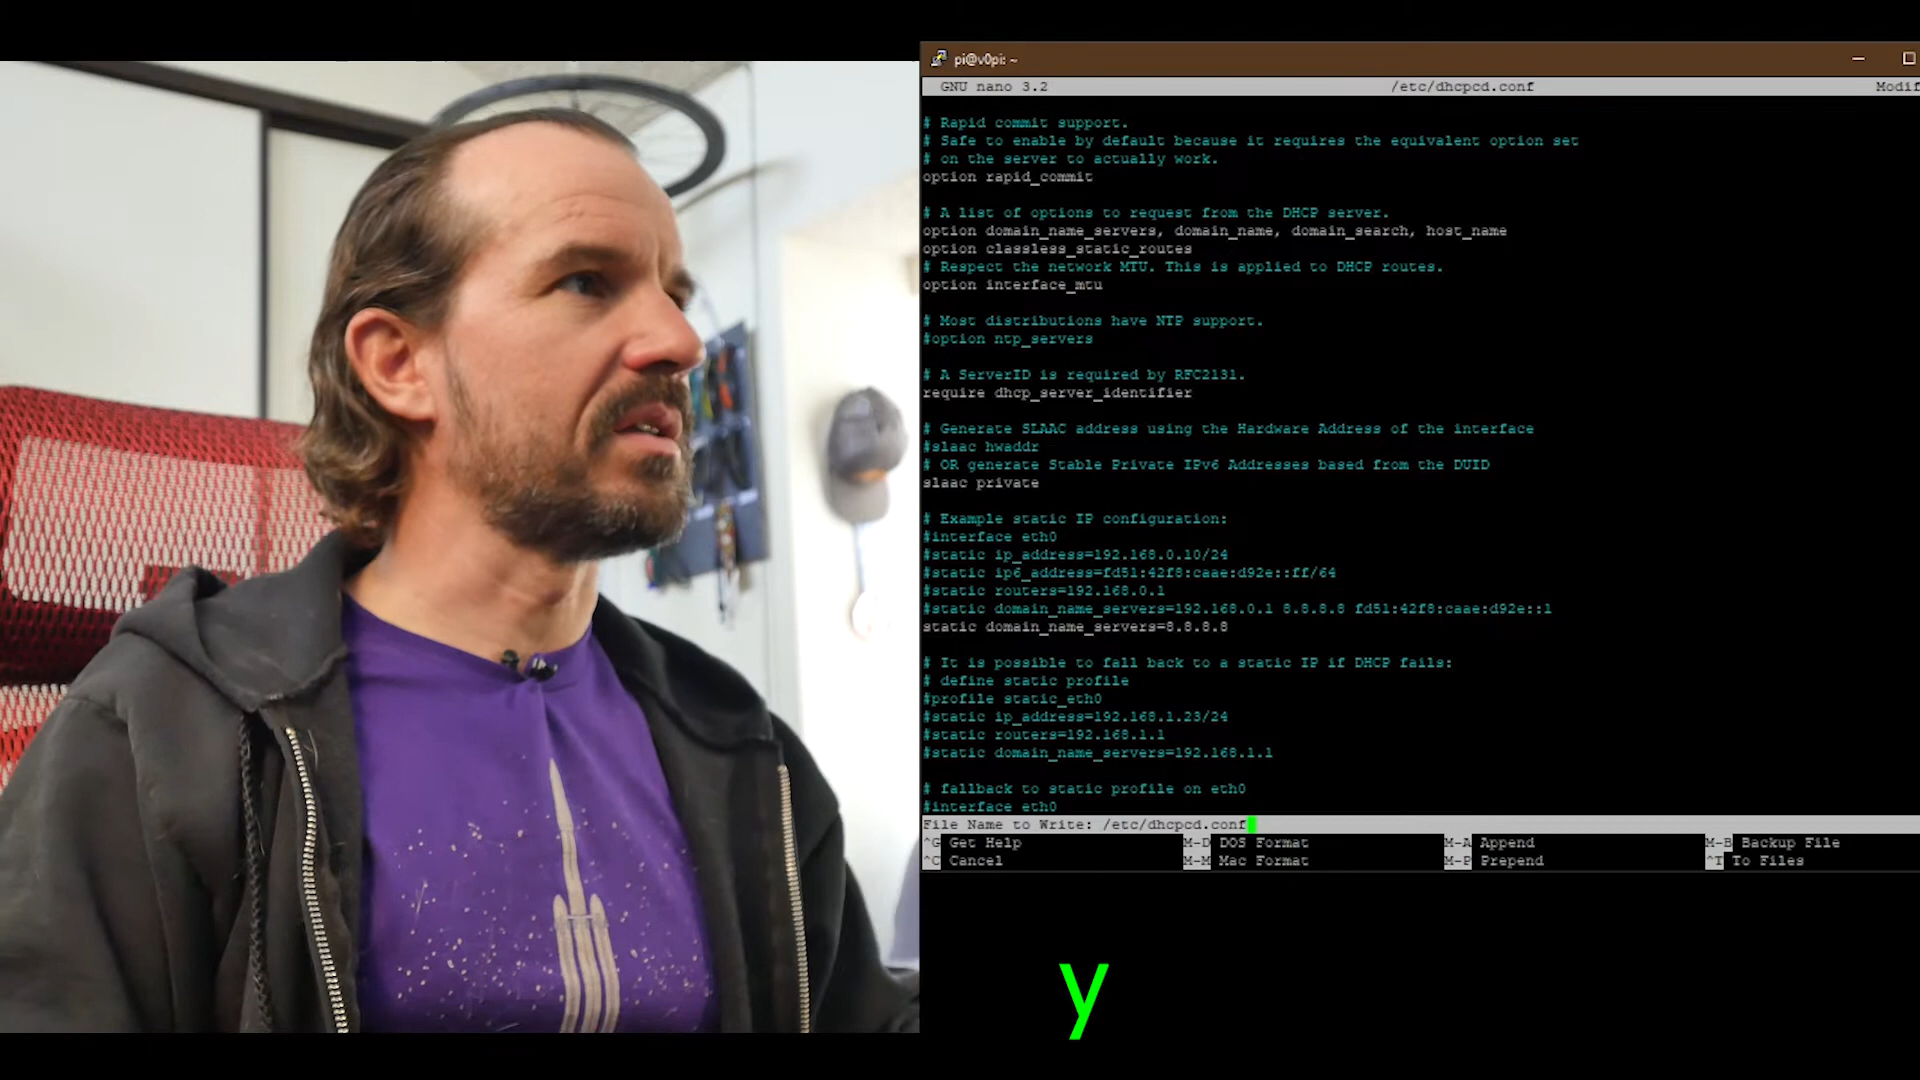 pi@v0pi: ~
GNU nano 3.2 /etc/dhcpcd.conf Modif
# Rapid commit support.
# Safe to enable by default because it requires the equivalent option set
# on the server to actually work.
option rapid_commit
# A list of options to request from the DHCP server.
option domain_name_servers, domain_name, domain_search, host_name
option classless_static_routes
# Respect the network MTU. This is applied to DHCP routes.
option interface_mtu
# Most distributions have NTP support.
#option ntp_servers
# A ServerID is required by RFC2131.
require dhcp_server_identifier
# Generate SLAAC address using the Hardware Address of the interface
#slaac hwaddr
# OR generate Stable Private IPv6 Addresses based from the DUID
slaac private
# Example static IP configuration:
#interface eth0
#static ip_address=192.168.0.10/24
#static ip6_address=fd51:42f8:caae:d92e::ff/64
#static routers=192.168.0.1
#static domain_name_servers=192.168.0.1 8.8.8.8 fd51:42f8:caae:d92e::1
static domain_name_servers=8.8.8.8
# It is possible to fall back to a static IP if DHCP fails:
# define static profile
#profile static_eth0
#static ip_address=192.168.1.23/24
#static routers=192.168.1.1
#static domain_name_servers=192.168.1.1
# fallback to static profile on eth0
#interface eth0
File Name to Write: /etc/dhcpcd.conf
^G Get Help M-D DOS Format M-A Append M-B Backup File
^C Cancel M-M Mac Format M-P Prepend ^T To Files
y